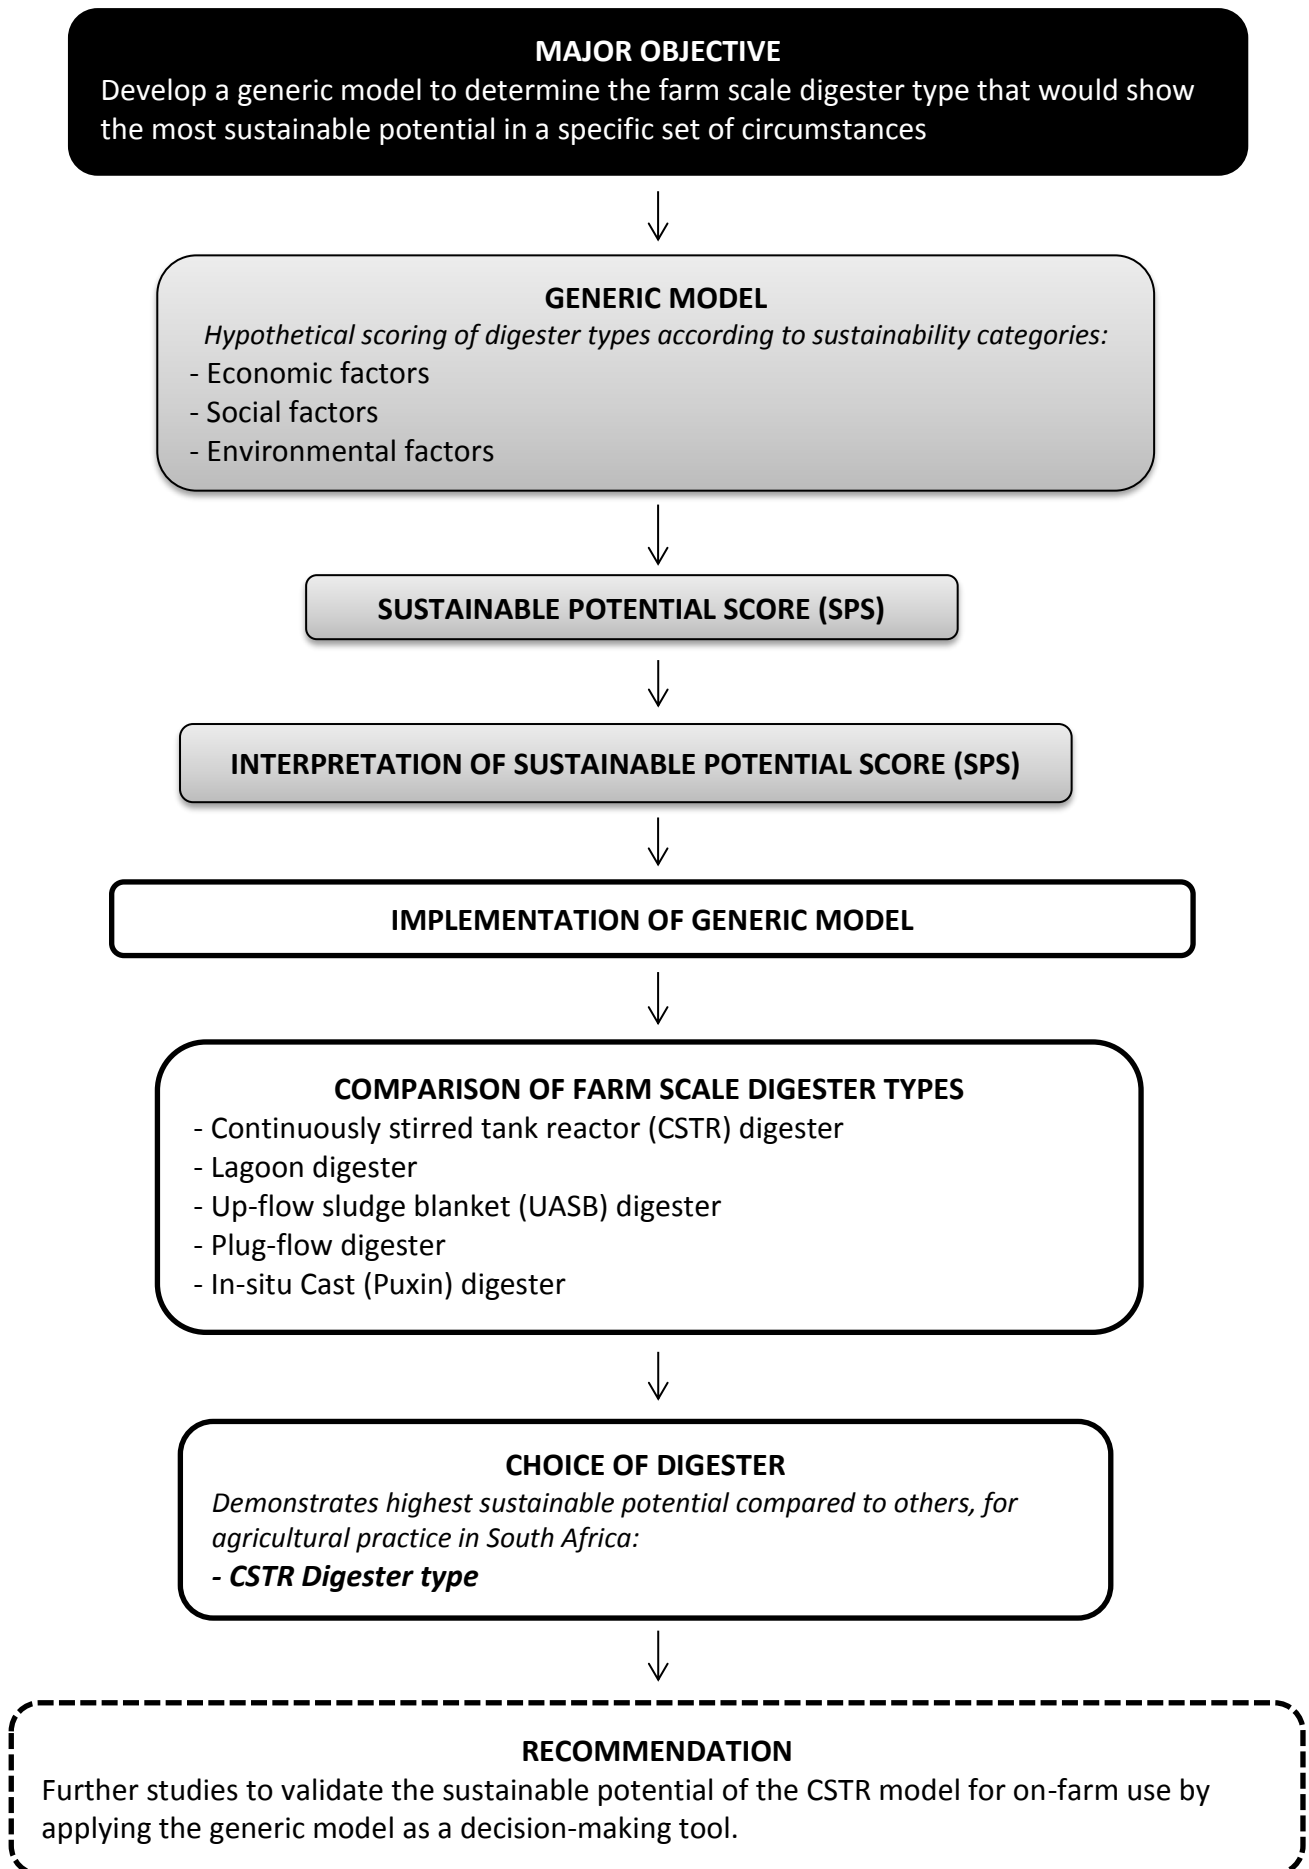 MAJOR OBJECTIVE
Develop a generic model to determine the farm scale digester type that would show
the most sustainable potential in a specific set of circumstances
GENERIC MODEL
Hypothetical scoring of digester types according to sustainability categories:
- Economic factors
- Social factors
- Environmental factors
SUSTAINABLE POTENTIAL SCORE (SPS)
INTERPRETATION OF SUSTAINABLE POTENTIAL SCORE (SPS)
IMPLEMENTATION OF GENERIC MODEL
COMPARISON OF FARM SCALE DIGESTER TYPES
- Continuously stirred tank reactor (CSTR) digester
- Lagoon digester
- Up-flow sludge blanket (UASB) digester
- Plug-flow digester
- In-situ Cast (Puxin) digester
CHOICE OF DIGESTER
Demonstrates highest sustainable potential compared to others, for
agricultural practice in South Africa:
- CSTR Digester type
RECOMMENDATION
Further studies to validate the sustainable potential of the CSTR model for on-farm use by
applying the generic model as a decision-making tool.